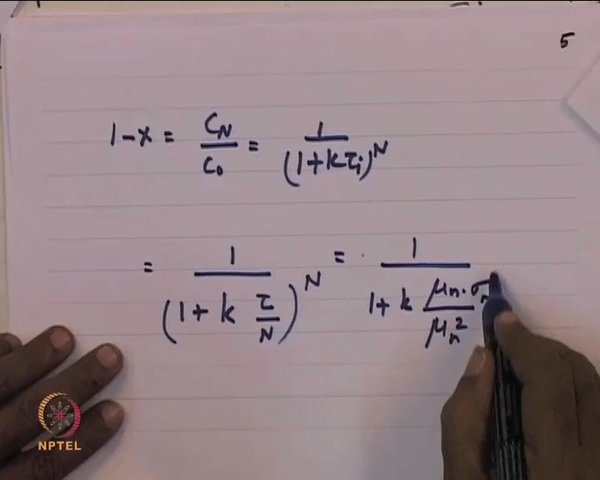 5
1-x = C_N / C_0 = 1 / (1+kτ_i)^N
= 1 / (1 + k τ/N)^N = 1 / 1 + k μ_n.σ / μ_n^2
NPTEL